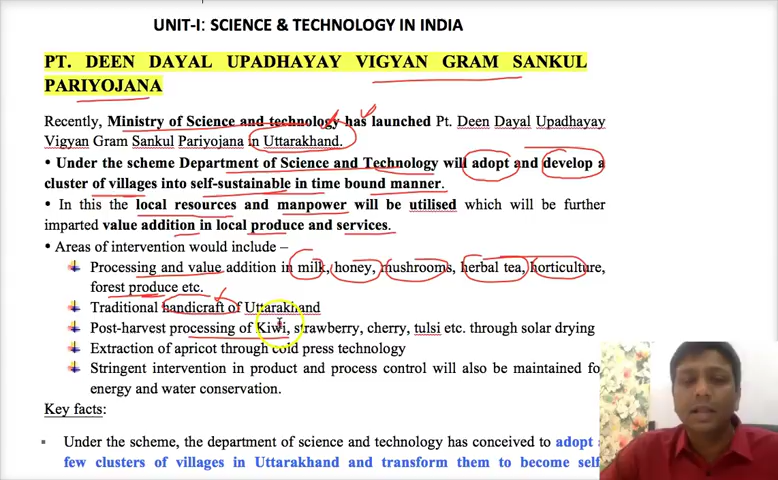 UNIT-I: SCIENCE & TECHNOLOGY IN INDIA
PT. DEEN DAYAL UPADHAYAY VIGYAN GRAM SANKUL
PARIYOJANA
Recently, Ministry of Science and technology has launched Pt. Deen Dayal Upadhayay
Vigyan Gram Sankul Pariyojana in Uttarakhand.
• Under the scheme Department of Science and Technology will adopt and develop a
cluster of villages into self-sustainable in time bound manner.
• In this the local resources and manpower will be utilised which will be further
imparted value addition in local produce and services.
• Areas of intervention would include –
Processing and value addition in milk, honey, mushrooms, herbal tea, horticulture,
forest produce etc.
Traditional handicraft of Uttarakhand
Post-harvest processing of Kiwi, strawberry, cherry, tulsi etc. through solar drying
Extraction of apricot through cold press technology
Stringent intervention in product and process control will also be maintained fo
energy and water conservation.
Key facts:
▪ Under the scheme, the department of science and technology has conceived to adopt a
few clusters of villages in Uttarakhand and transform them to become self